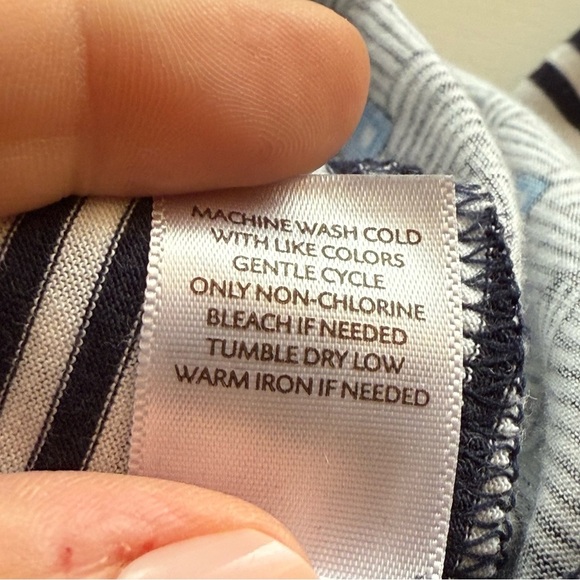 MACHINE WASH COLD
WITH LIKE COLORS
GENTLE CYCLE
ONLY NON-CHLORINE
BLEACH IF NEEDED
TUMBLE DRY LOW
WARM IRON IF NEEDED